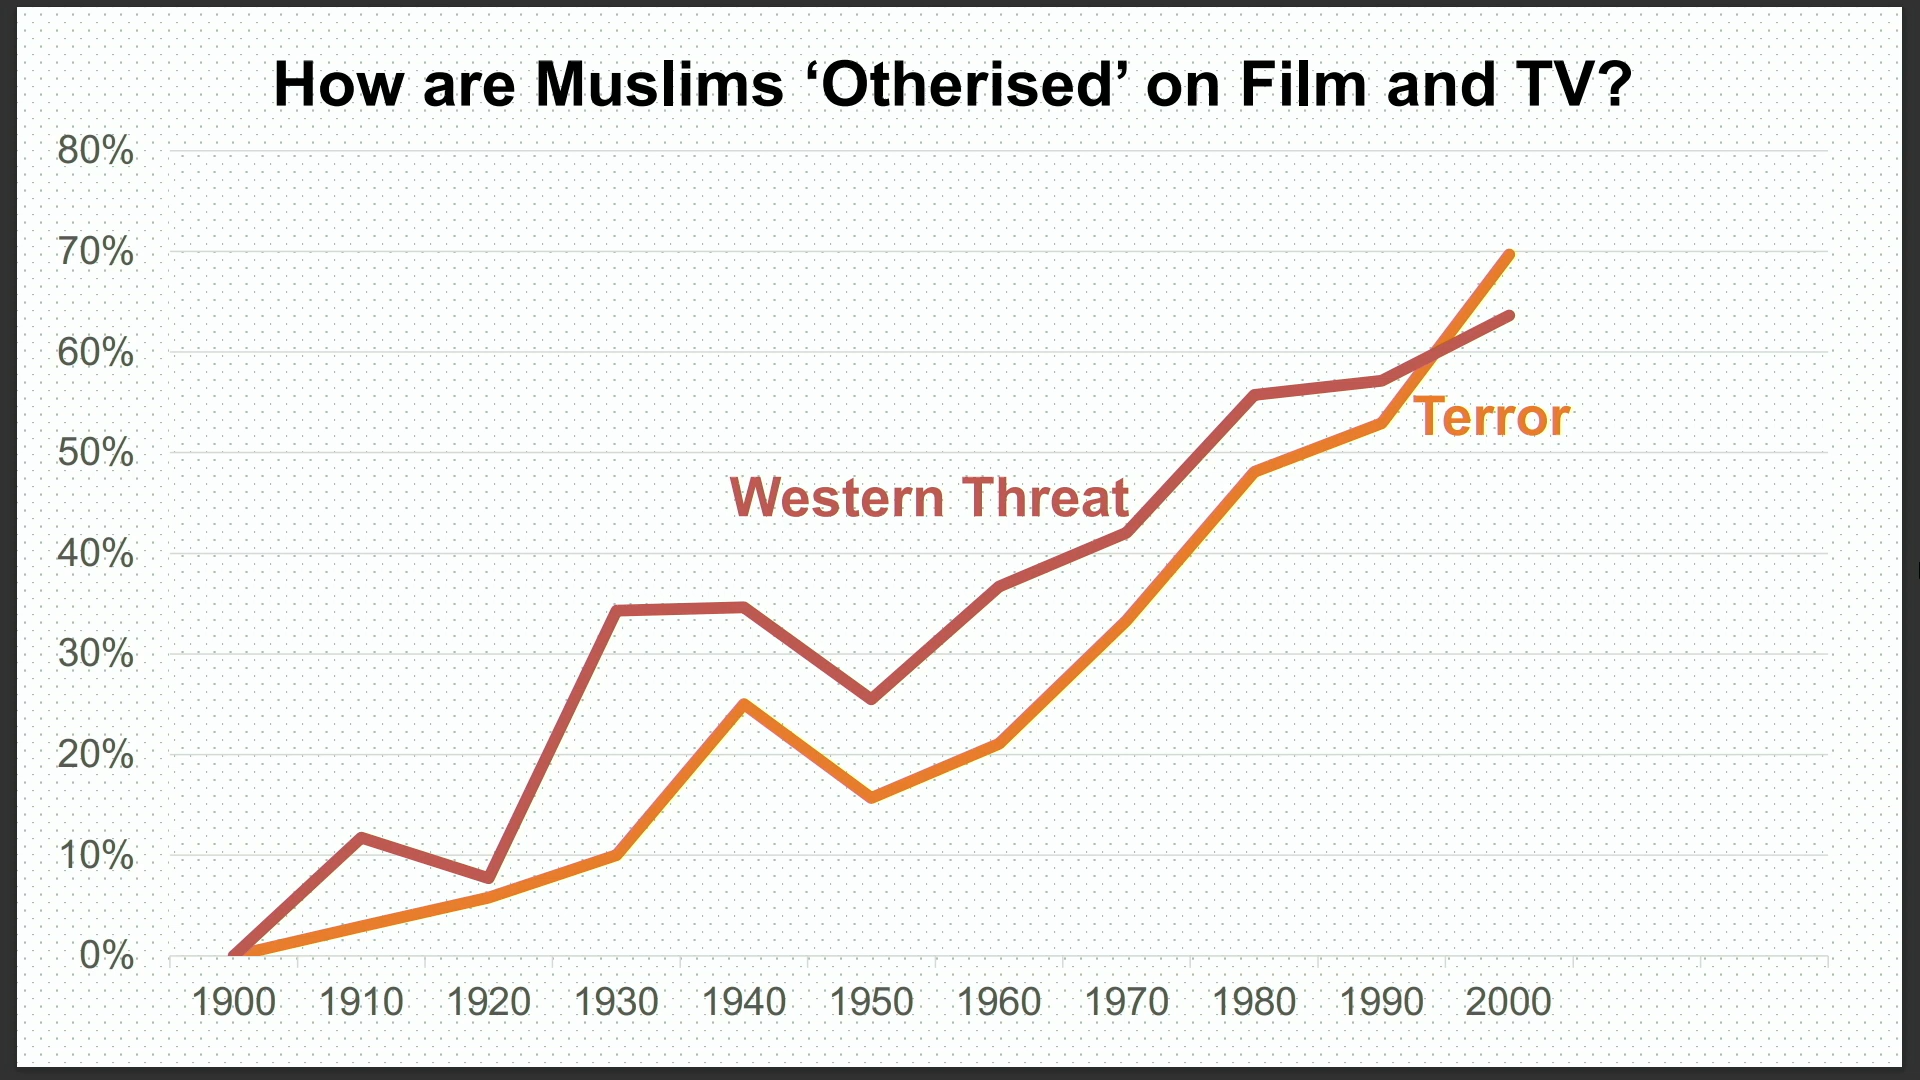 How are Muslims ‘Otherised’ on Film and TV?
80%
70%
60%
50%
40%
30%
20%
10%
0%
Terror
Western Threat
1900 1910 1920 1930 1940 1950 1960 1970 1980 1990 2000